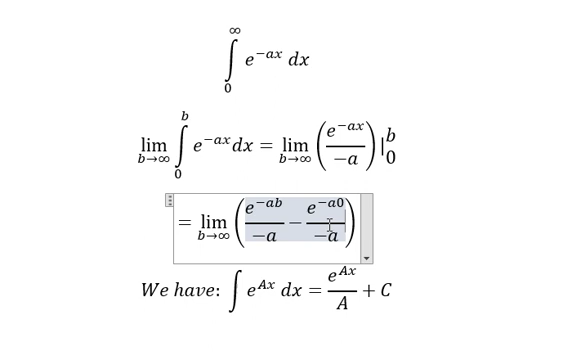 ∫₀^∞ e^{-ax} dx
lim_{b→∞} ∫₀^b e^{-ax} dx = lim_{b→∞} (e^{-ax}/-a) |₀^b
= lim_{b→∞} (e^{-ab}/-a − e^{-a0}/-a)
We have: ∫ e^{Ax} dx = e^{Ax}/A + C